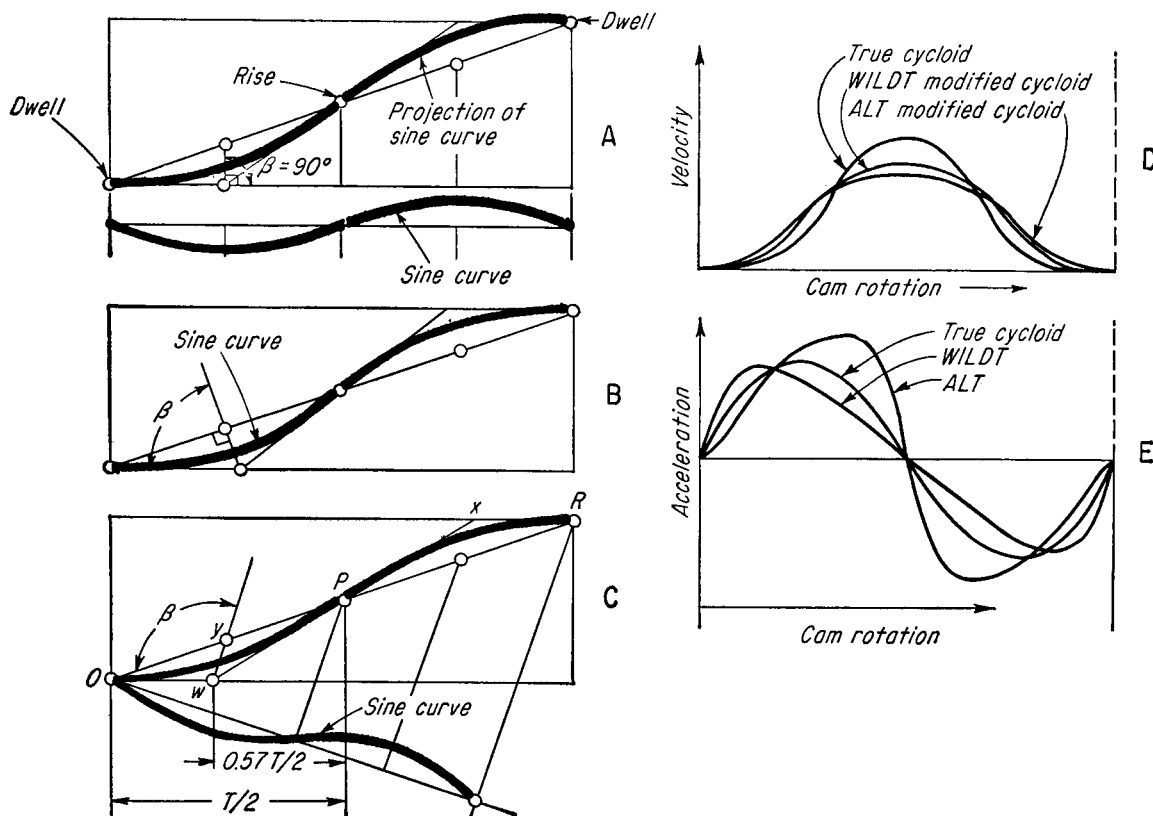 Dwell
Rise
Dwell
Projection of
sine curve
A
β = 90°
Sine curve
Sine curve
β
B
x
R
P
β
y
C
O
w
Sine curve
0.57T/2
T/2
True cycloid
WILDT modified cycloid
ALT modified cycloid
Velocity
D
Cam rotation
True cycloid
WILDT
ALT
Acceleration
E
Cam rotation